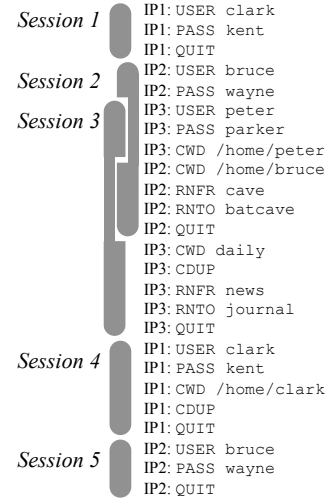 Session 1
IP1: USER clark
IP1: PASS kent
IP1: QUIT
Session 2
IP2: USER bruce
IP2: PASS wayne
Session 3
IP3: USER peter
IP3: PASS parker
IP3: CWD /home/peter
IP2: CWD /home/bruce
IP2: RNFR cave
IP2: RNTO batcave
IP2: QUIT
IP3: CWD daily
IP3: CDUP
IP3: RNFR news
IP3: RNTO journal
IP3: QUIT
Session 4
IP1: USER clark
IP1: PASS kent
IP1: CWD /home/clark
IP1: CDUP
IP1: QUIT
Session 5
IP2: USER bruce
IP2: PASS wayne
IP2: QUIT